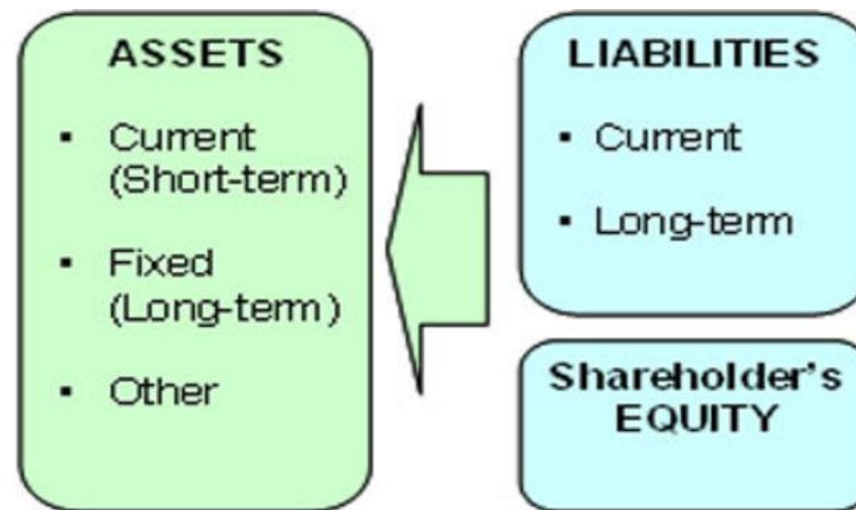 ASSETS
▪ Current
(Short-term)
▪ Fixed
(Long-term)
▪ Other
LIABILITIES
▪ Current
▪ Long-term
Shareholder's
EQUITY